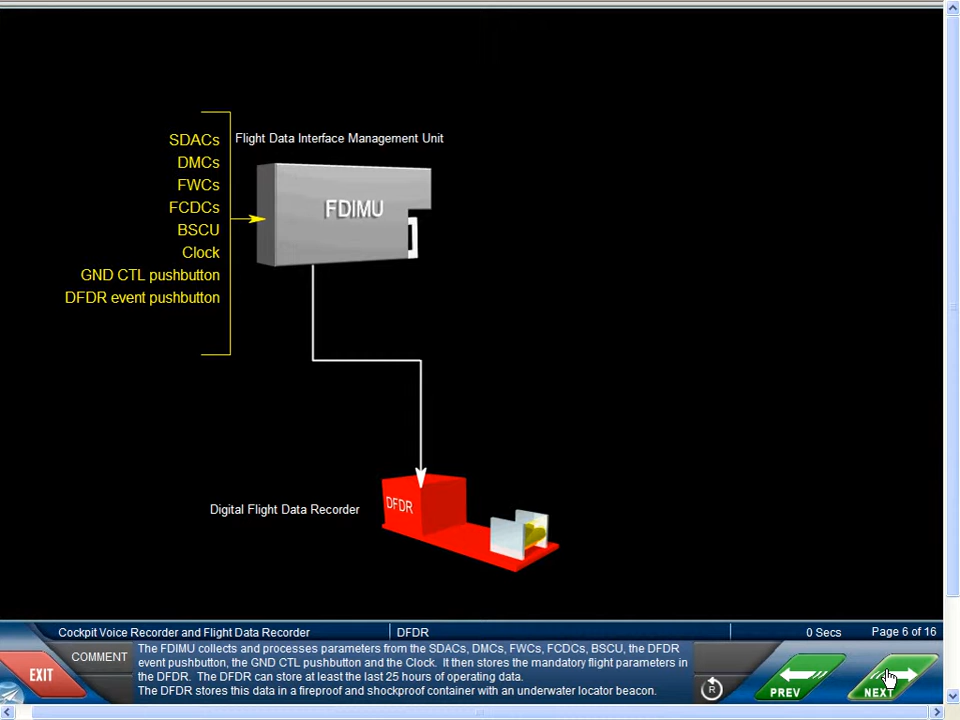 Flight Data Interface Management Unit
SDACs
DMCs
FWCs
FCDCs
BSCU
Clock
GND CTL pushbutton
DFDR event pushbutton
FDIMU
Digital Flight Data Recorder
DFDR
Cockpit Voice Recorder and Flight Data Recorder
DFDR
0 Secs
Page 6 of 16
EXIT
COMMENT
The FDIMU collects and processes parameters from the SDACs, DMCs, FWCs, FCDCs, BSCU, the DFDR
event pushbutton, the GND CTL pushbutton and the Clock. It then stores the mandatory flight parameters in
the DFDR. The DFDR can store at least the last 25 hours of operating data.
The DFDR stores this data in a fireproof and shockproof container with an underwater locator beacon.
R
PREV
NEXT